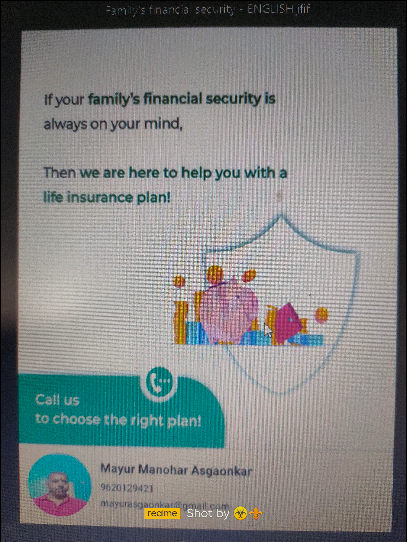 Family's financial security - ENGLISH.jfif
If your family's financial security is
always on your mind,
Then we are here to help you with a
life insurance plan!
Call us
to choose the right plan!
Mayur Manohar Asgaonkar
9620129421
mayurasgaonkar@gmail.com
realme Shot by